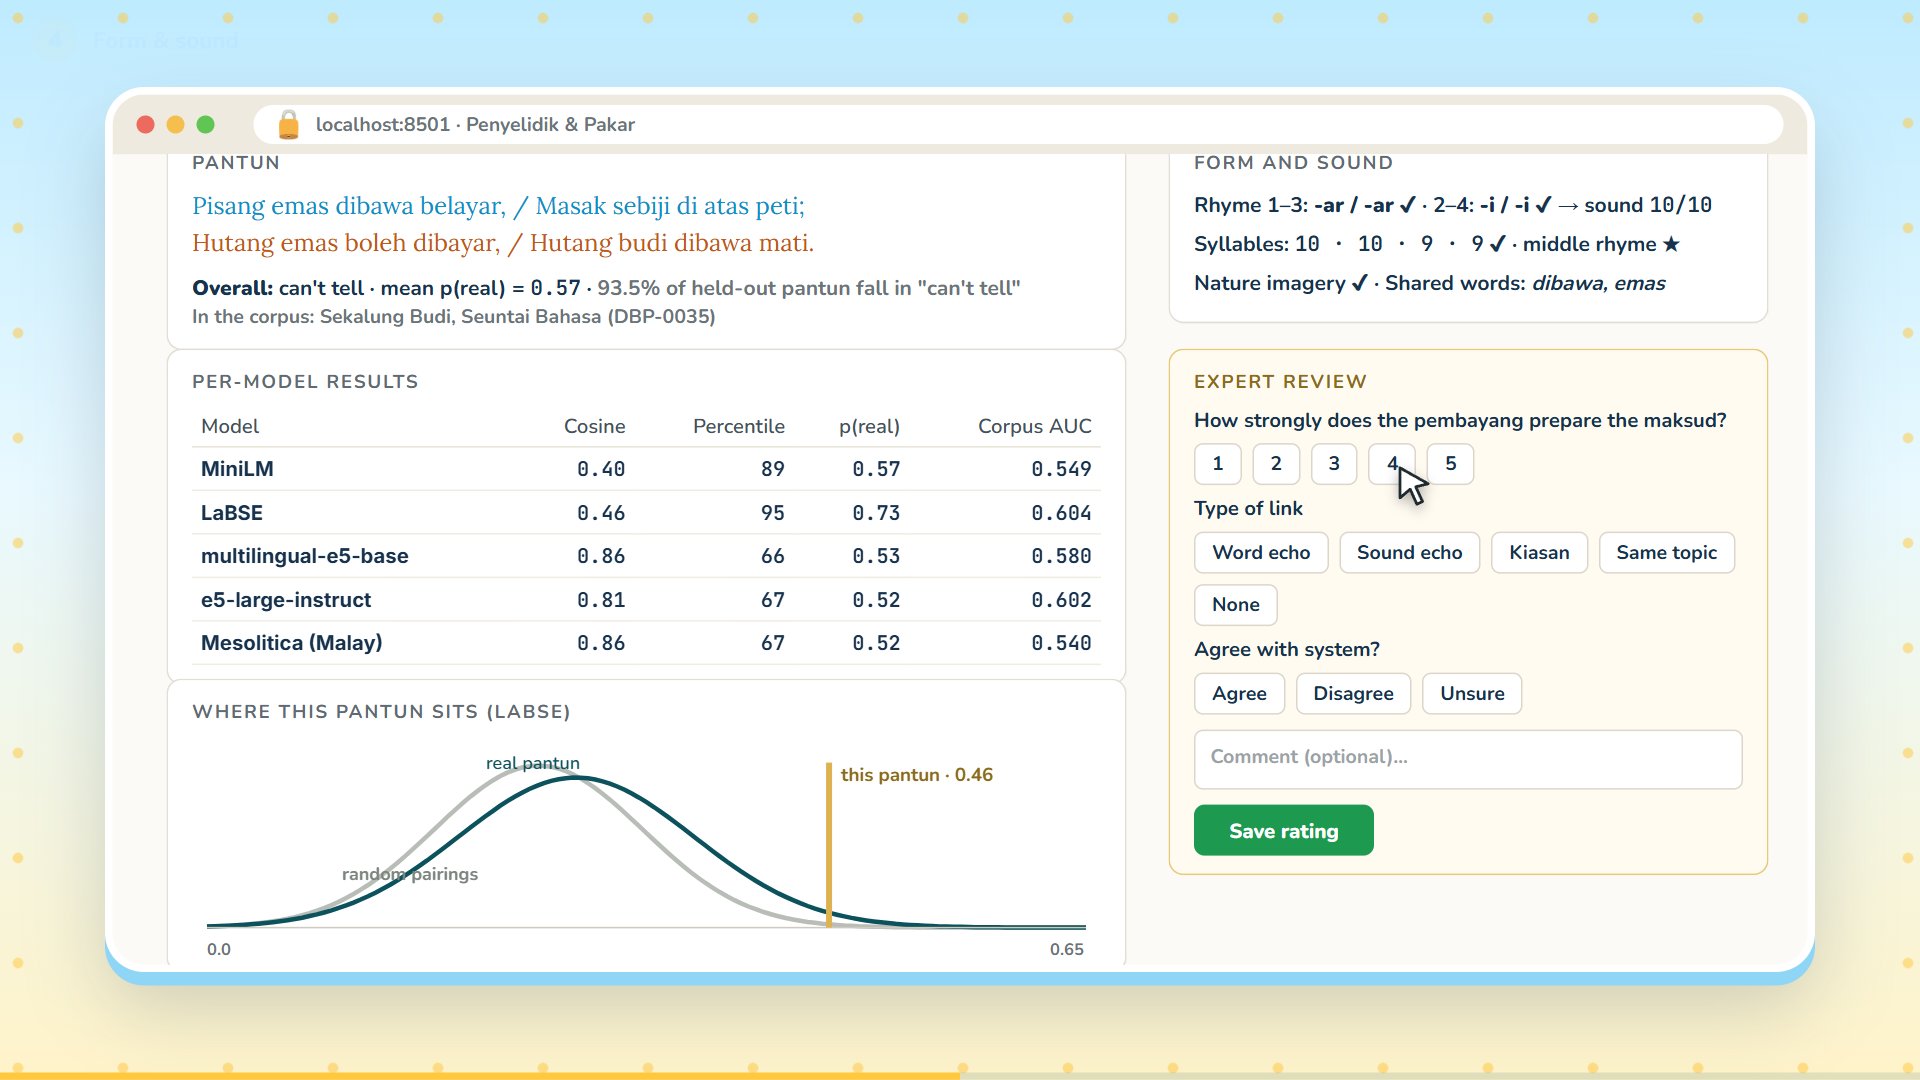 4 Form & sound
localhost:8501 · Penyelidik & Pakar
PANTUN
Pisang emas dibawa belayar, / Masak sebiji di atas peti;
Hutang emas boleh dibayar, / Hutang budi dibawa mati.
Overall: can't tell · mean p(real) = 0.57 · 93.5% of held-out pantun fall in "can't tell"
In the corpus: Sekalung Budi, Seuntai Bahasa (DBP-0035)
PER-MODEL RESULTS
Model Cosine Percentile p(real) Corpus AUC
MiniLM 0.40 89 0.57 0.549
LaBSE 0.46 95 0.73 0.604
multilingual-e5-base 0.86 66 0.53 0.580
e5-large-instruct 0.81 67 0.52 0.602
Mesolitica (Malay) 0.86 67 0.52 0.540
WHERE THIS PANTUN SITS (LABSE)
real pantun
this pantun · 0.46
random pairings
0.0 0.65
FORM AND SOUND
Rhyme 1–3: -ar / -ar ✓ · 2–4: -i / -i ✓ → sound 10/10
Syllables: 10 · 10 · 9 · 9 ✓ · middle rhyme ★
Nature imagery ✓ · Shared words: dibawa, emas
EXPERT REVIEW
How strongly does the pembayang prepare the maksud?
1 2 3 4 5
Type of link
Word echo Sound echo Kiasan Same topic
None
Agree with system?
Agree Disagree Unsure
Comment (optional)...
Save rating